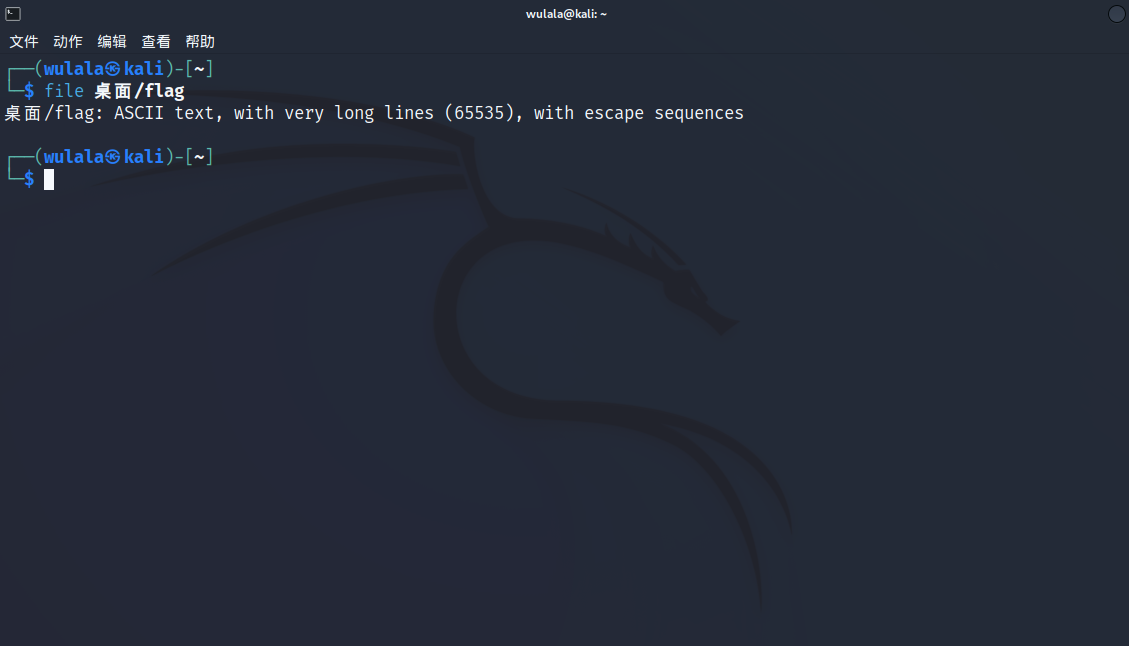 wulala@kali: ~
文件 动作 编辑 查看 帮助
┌──(wulala㉿kali)-[~]
└─$ file 桌面/flag
桌面/flag: ASCII text, with very long lines (65535), with escape sequences
┌──(wulala㉿kali)-[~]
└─$